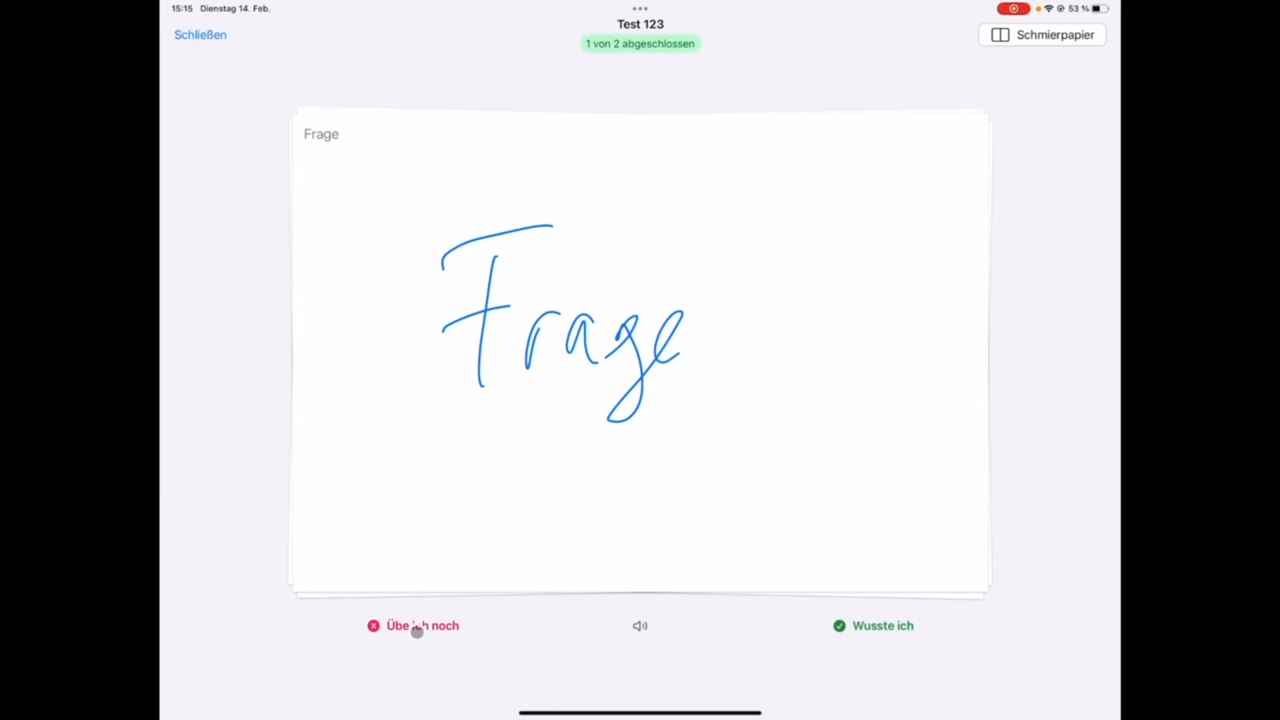 15:15 Dienstag 14. Feb.
53 %
Test 123
Schließen
1 von 2 abgeschlossen
Schmierpapier
Frage
Frage
Übe ich noch
Wusste ich